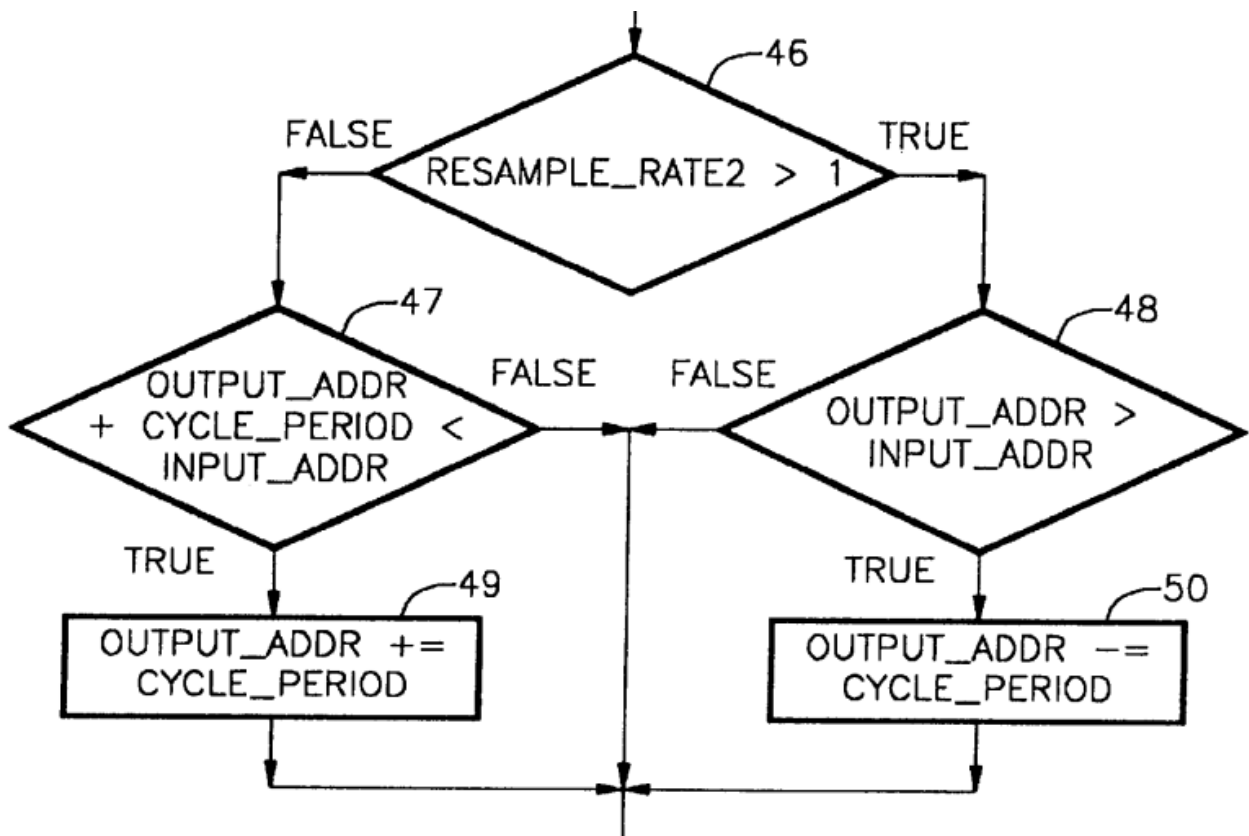 46
FALSE
TRUE
RESAMPLE_RATE2 > 1
47
48
OUTPUT_ADDR
+ CYCLE_PERIOD <
INPUT_ADDR
FALSE
FALSE
OUTPUT_ADDR >
INPUT_ADDR
TRUE
TRUE
49
50
OUTPUT_ADDR +=
CYCLE_PERIOD
OUTPUT_ADDR -=
CYCLE_PERIOD